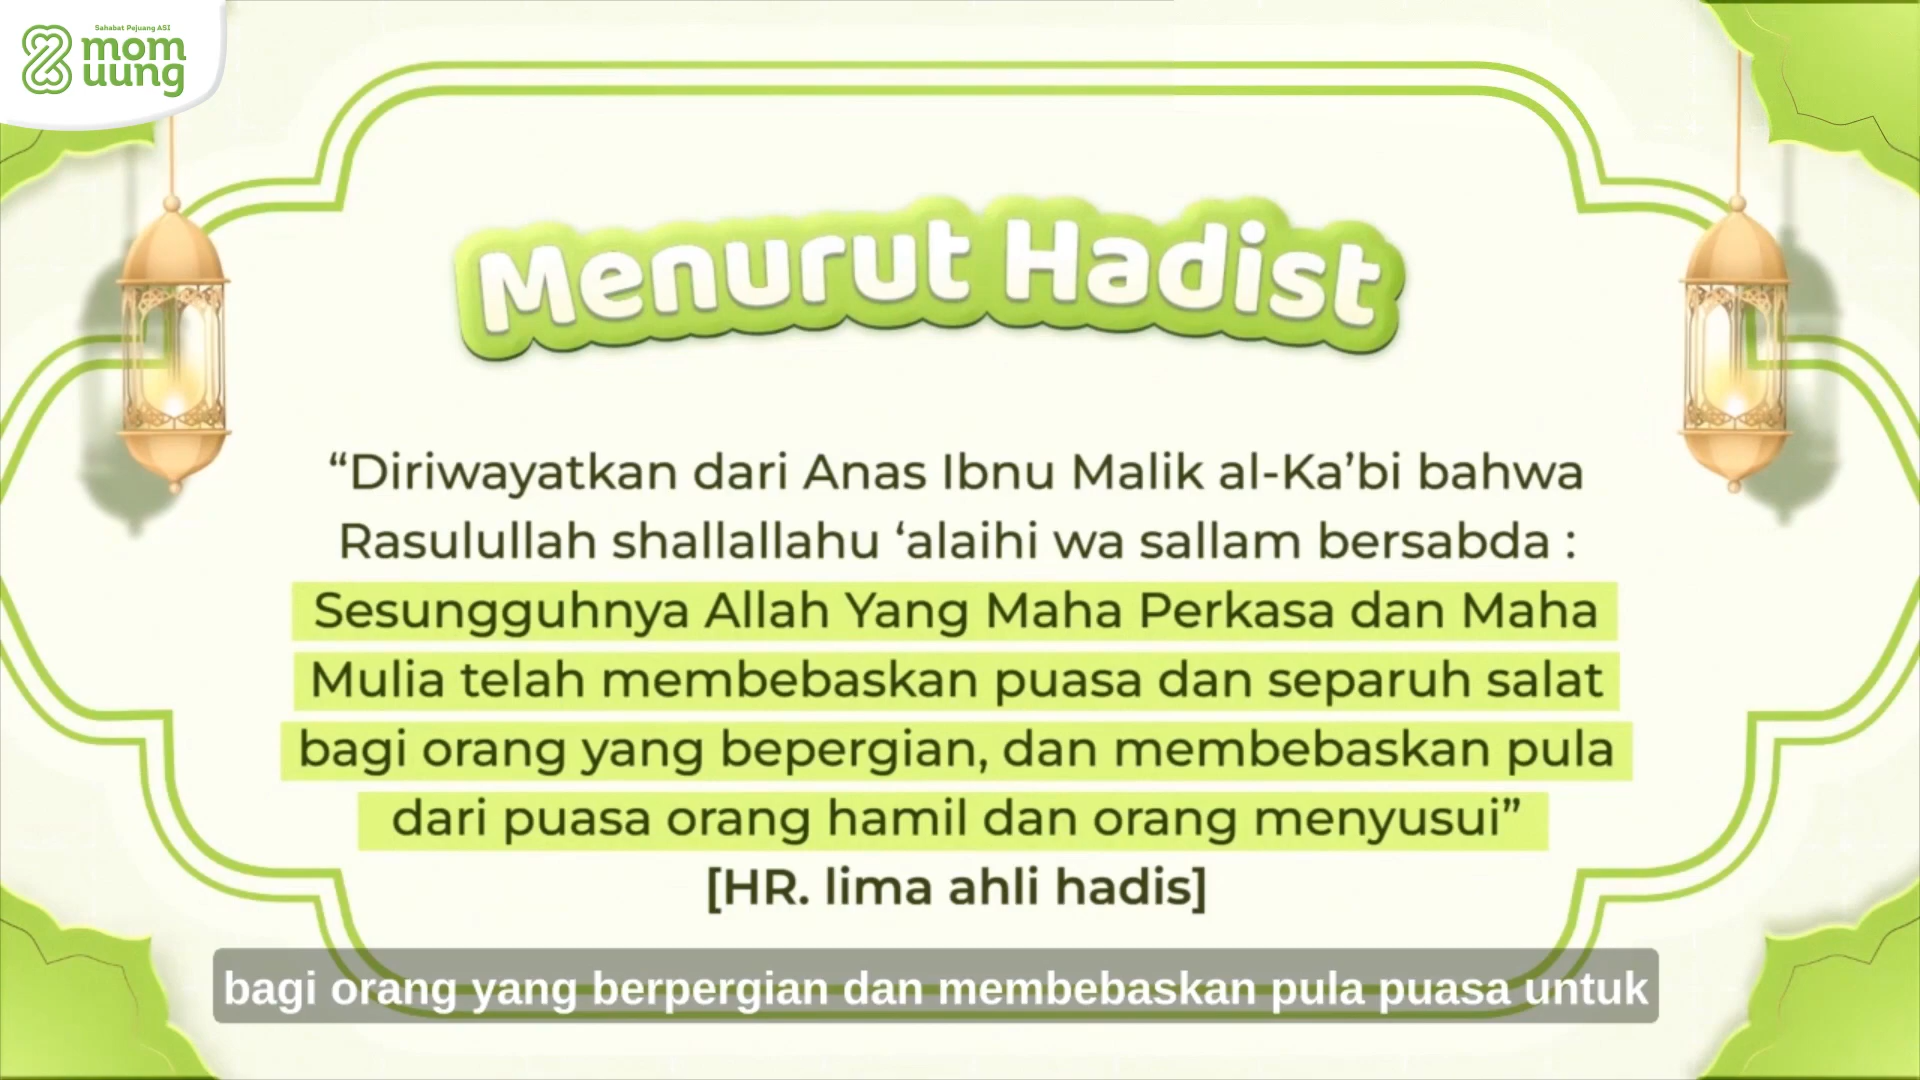 Sahabat Pejuang ASI
mom
uung
Menurut Hadist
“Diriwayatkan dari Anas Ibnu Malik al-Ka’bi bahwa
Rasulullah shallallahu ‘alaihi wa sallam bersabda :
Sesungguhnya Allah Yang Maha Perkasa dan Maha
Mulia telah membebaskan puasa dan separuh salat
bagi orang yang bepergian, dan membebaskan pula
dari puasa orang hamil dan orang menyusui”
[HR. lima ahli hadis]
bagi orang yang berpergian dan membebaskan pula puasa untuk